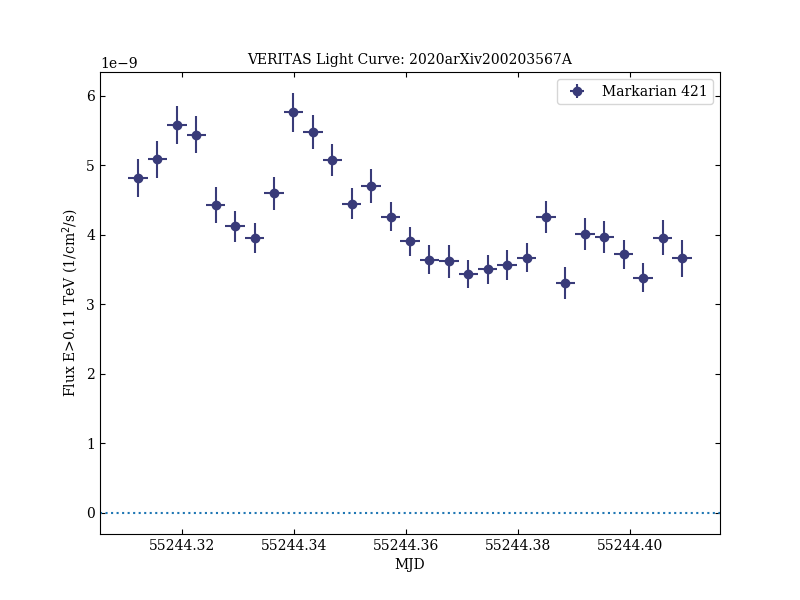 VERITAS Light Curve: 2020arXiv200203567A
1e−9
Markarian 421
6
5
4
3
2
1
0
Flux E>0.11 TeV (1/cm²/s)
55244.32 55244.34 55244.36 55244.38 55244.40
MJD